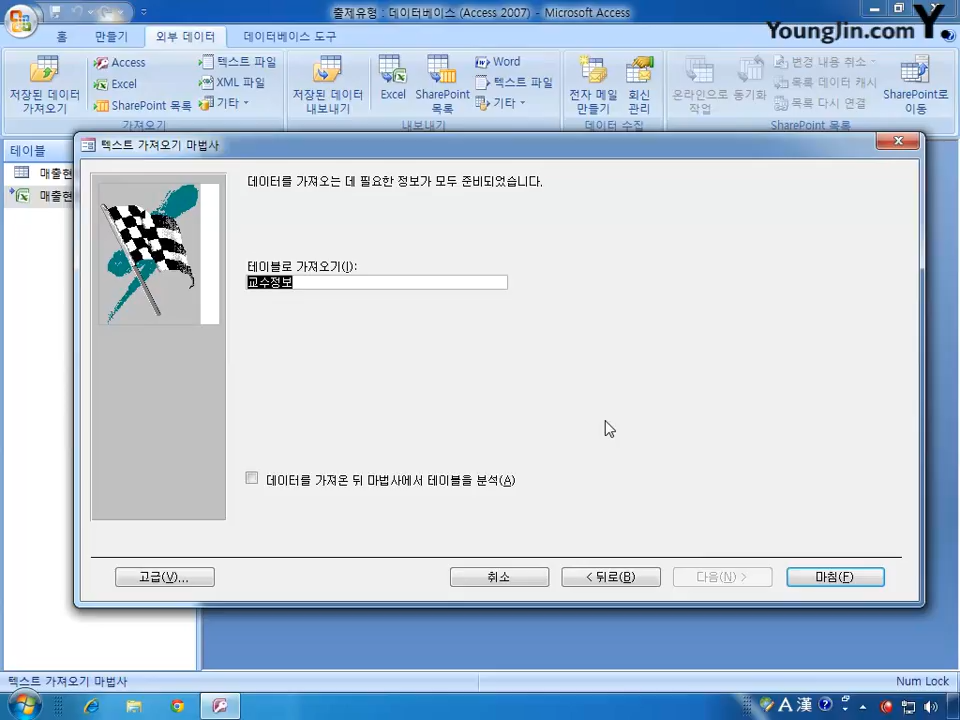 출제유형 : 데이터베이스 (Access 2007) - Microsoft Access
YoungJin.com Y.
홈 만들기 외부 데이터 데이터베이스 도구
저장된 데이터 가져오기
Access
Excel
SharePoint 목록
텍스트 파일
XML 파일
기타
가져오기
저장된 데이터 내보내기
Excel
SharePoint 목록
Word
텍스트 파일
기타
내보내기
전자 메일 만들기
회신 관리
데이터 수집
온라인으로 작업
동기화
변경 내용 취소
목록 데이터 캐시
목록 다시 연결
SharePoint로 이동
SharePoint 목록
테이블
매출현
매출현
텍스트 가져오기 마법사
데이터를 가져오는 데 필요한 정보가 모두 준비되었습니다.
테이블로 가져오기(I):
교수정보
데이터를 가져온 뒤 마법사에서 테이블을 분석(A)
고급(V)...
취소
< 뒤로(B)
다음(N) >
마침(F)
텍스트 가져오기 마법사
Num Lock
A 漢